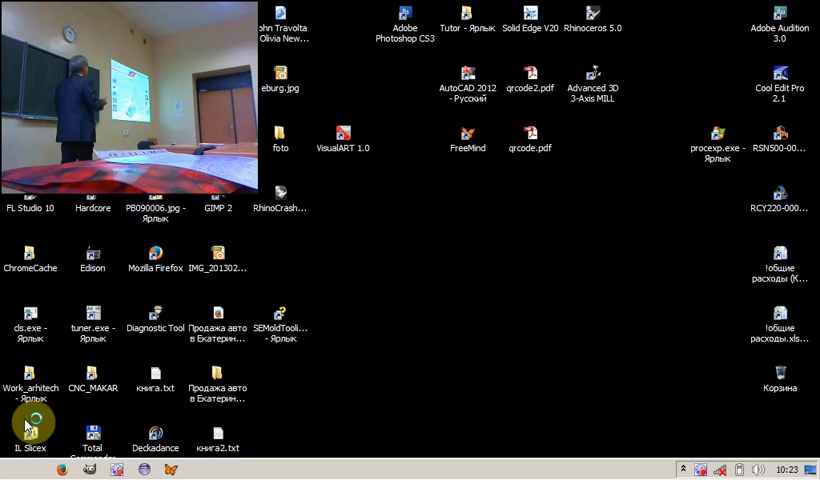 ohn Travolta
Olivia New...
Adobe
Photoshop CS3
Tutor - Ярлык
Solid Edge V20
Rhinoceros 5.0
Adobe Audition
3.0
eburg.jpg
AutoCAD 2012
- Русский
qrcode2.pdf
Advanced 3D
3-Axis MILL
Cool Edit Pro
2.1
foto
VisualART 1.0
FreeMind
qrcode.pdf
procexp.exe -
Ярлык
RSN500-00...
FL Studio 10
Hardcore
PB090006.jpg -
Ярлык
GIMP 2
RhinoCrash...
RCY220-000...
ChromeCache
Edison
Mozilla Firefox
IMG_201302...
!общие
расходы (К...
cls.exe -
Ярлык
tuner.exe -
Ярлык
Diagnostic Tool
Продажа авто
в Екатерин...
SEMoldTooli...
- Ярлык
!общие
расходы.xls...
Work_arhitech
- Ярлык
CNC_MAKAR
книга.txt
Продажа авто
в Екатерин...
Корзина
IL Slicex
Total
Deckadance
книга2.txt
10:23